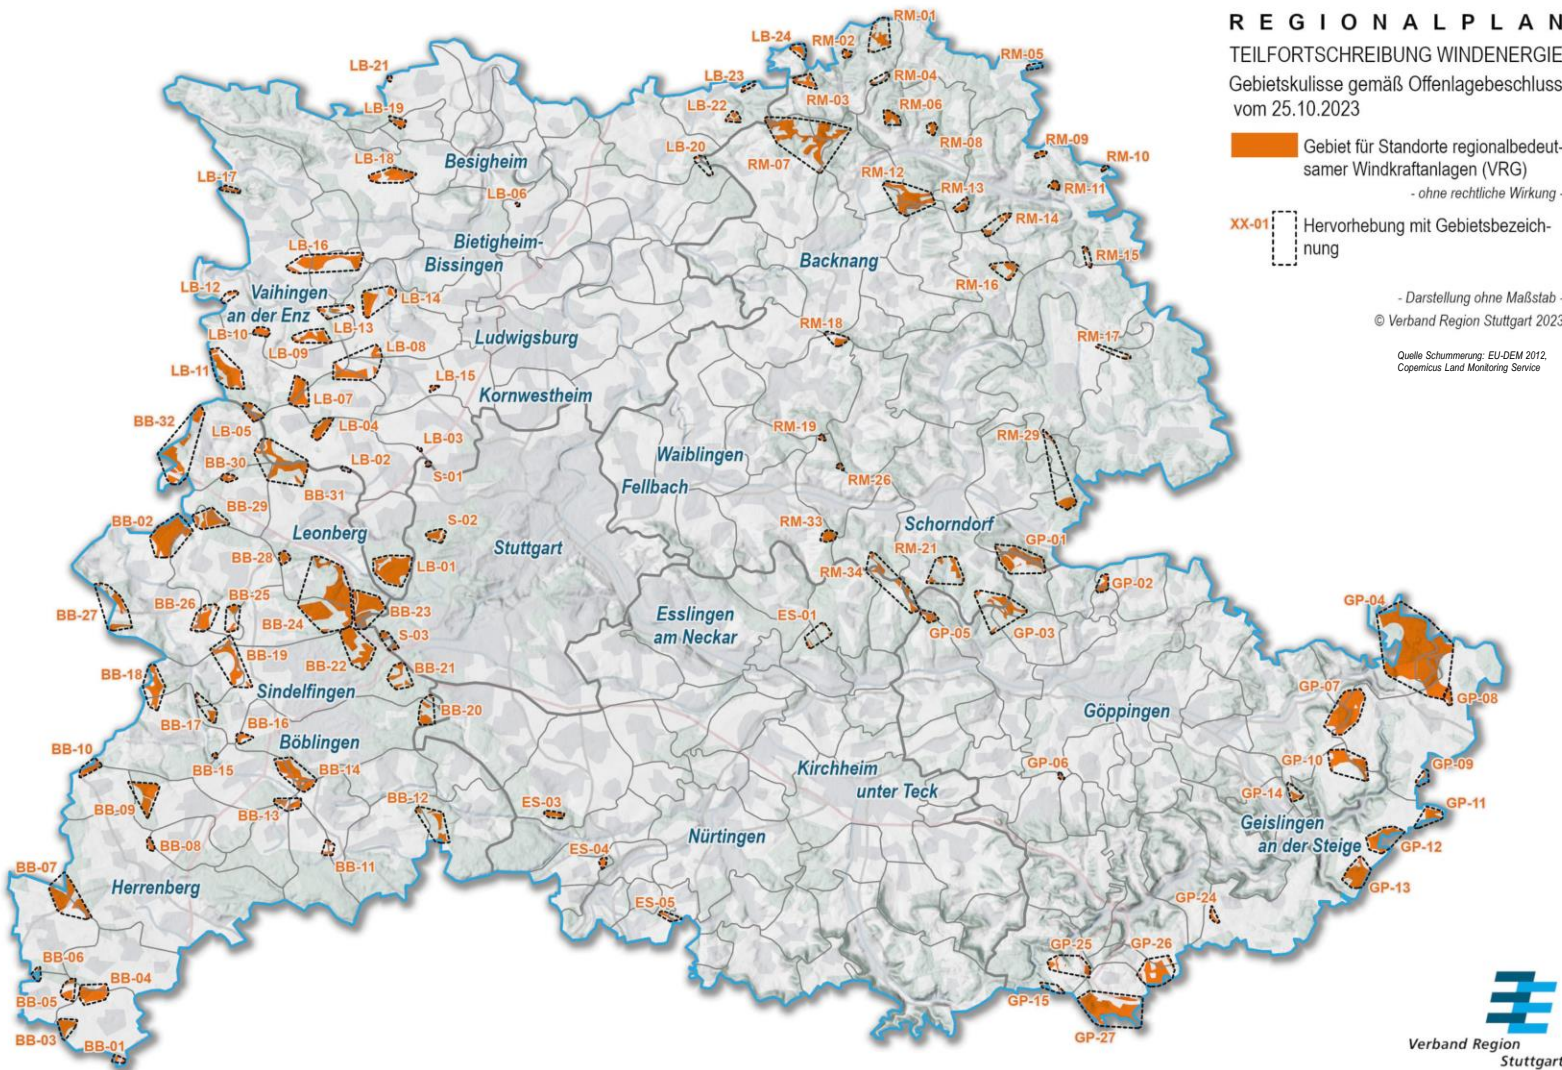 REGIONALPLAN
TEILFORTSCHREIBUNG WINDENERGIE
Gebietskulisse gemäß Offenlagebeschluss
vom 25.10.2023
Gebiet für Standorte regionalbedeut-
samer Windkraftanlagen (VRG)
- ohne rechtliche Wirkung -
XX-01
Hervorhebung mit Gebietsbezeich-
nung
- Darstellung ohne Maßstab -
© Verband Region Stuttgart 2023
Quelle Schummerung: EU-DEM 2012,
Copernicus Land Monitoring Service
RM-01
LB-24
RM-02
RM-05
LB-21
LB-23
RM-04
LB-22
RM-03
RM-06
LB-19
RM-08
RM-09
Besigheim
LB-18
LB-20
RM-07
RM-12
RM-10
LB-17
RM-13
RM-11
LB-06
RM-14
LB-16
Bietigheim-
Bissingen
Backnang
RM-15
RM-16
LB-12
Vaihingen
an der Enz
LB-14
LB-10
LB-13
Ludwigsburg
RM-18
RM-17
LB-09
LB-08
LB-11
LB-15
Kornwestheim
LB-07
BB-32
LB-05
LB-04
RM-19
RM-29
LB-03
LB-02
Waiblingen
BB-30
S-01
RM-26
BB-31
Fellbach
BB-29
BB-02
Leonberg
S-02
Schorndorf
RM-33
GP-01
BB-28
Stuttgart
RM-21
LB-01
RM-34
GP-02
BB-27
BB-26
BB-25
BB-24
BB-23
Esslingen
am Neckar
ES-01
GP-05
GP-03
GP-04
S-03
BB-22
BB-19
BB-21
BB-18
Sindelfingen
GP-07
GP-08
BB-17
BB-20
Göppingen
BB-16
Böblingen
BB-10
BB-15
BB-14
Kirchheim
unter Teck
GP-06
GP-10
GP-09
GP-14
BB-09
BB-13
BB-12
ES-03
GP-11
Geislingen
an der Steige
BB-08
BB-11
Nürtingen
GP-12
ES-04
BB-07
Herrenberg
GP-13
ES-05
GP-24
GP-25
GP-26
BB-06
BB-04
BB-05
GP-15
BB-03
BB-01
GP-27
Verband Region
Stuttgart